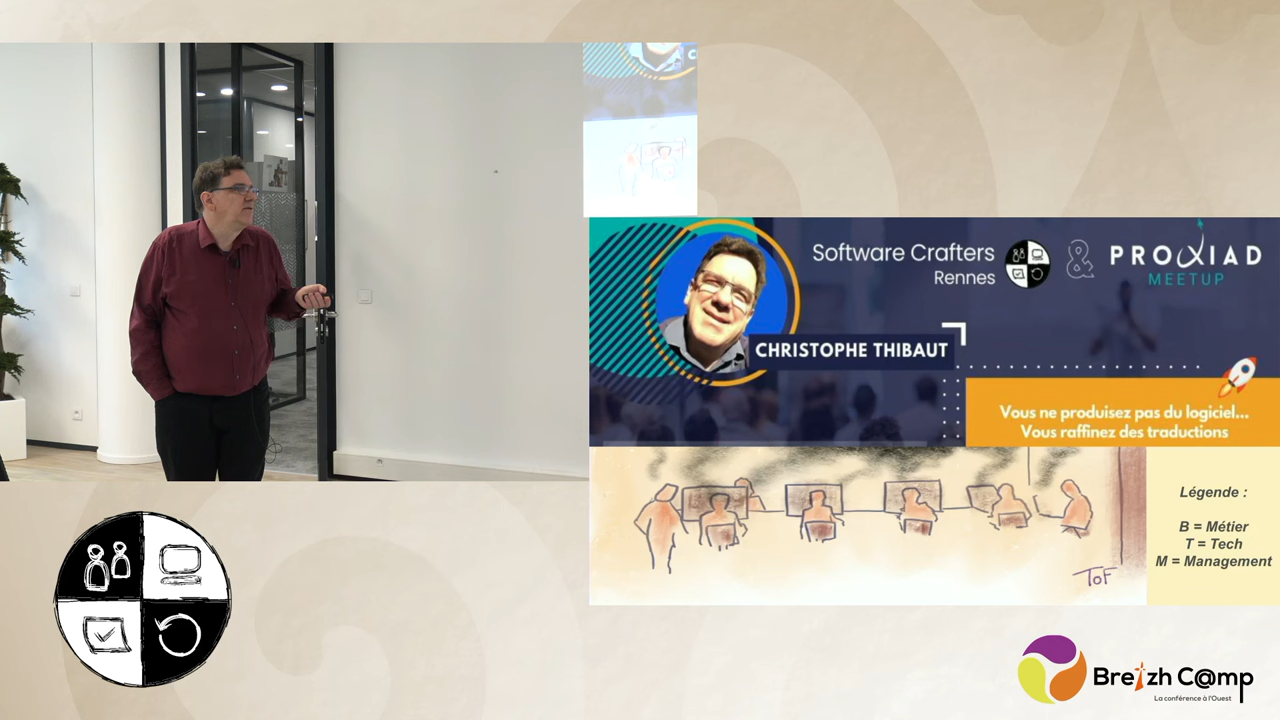 Software Crafters
Rennes
&
PROXIAD
MEETUP
CHRISTOPHE THIBAUT
Vous ne produisez pas du logiciel...
Vous raffinez des traductions
Légende :
B = Métier
T = Tech
M = Management
ToF
Breizh C@mp
La conférence à l'Ouest